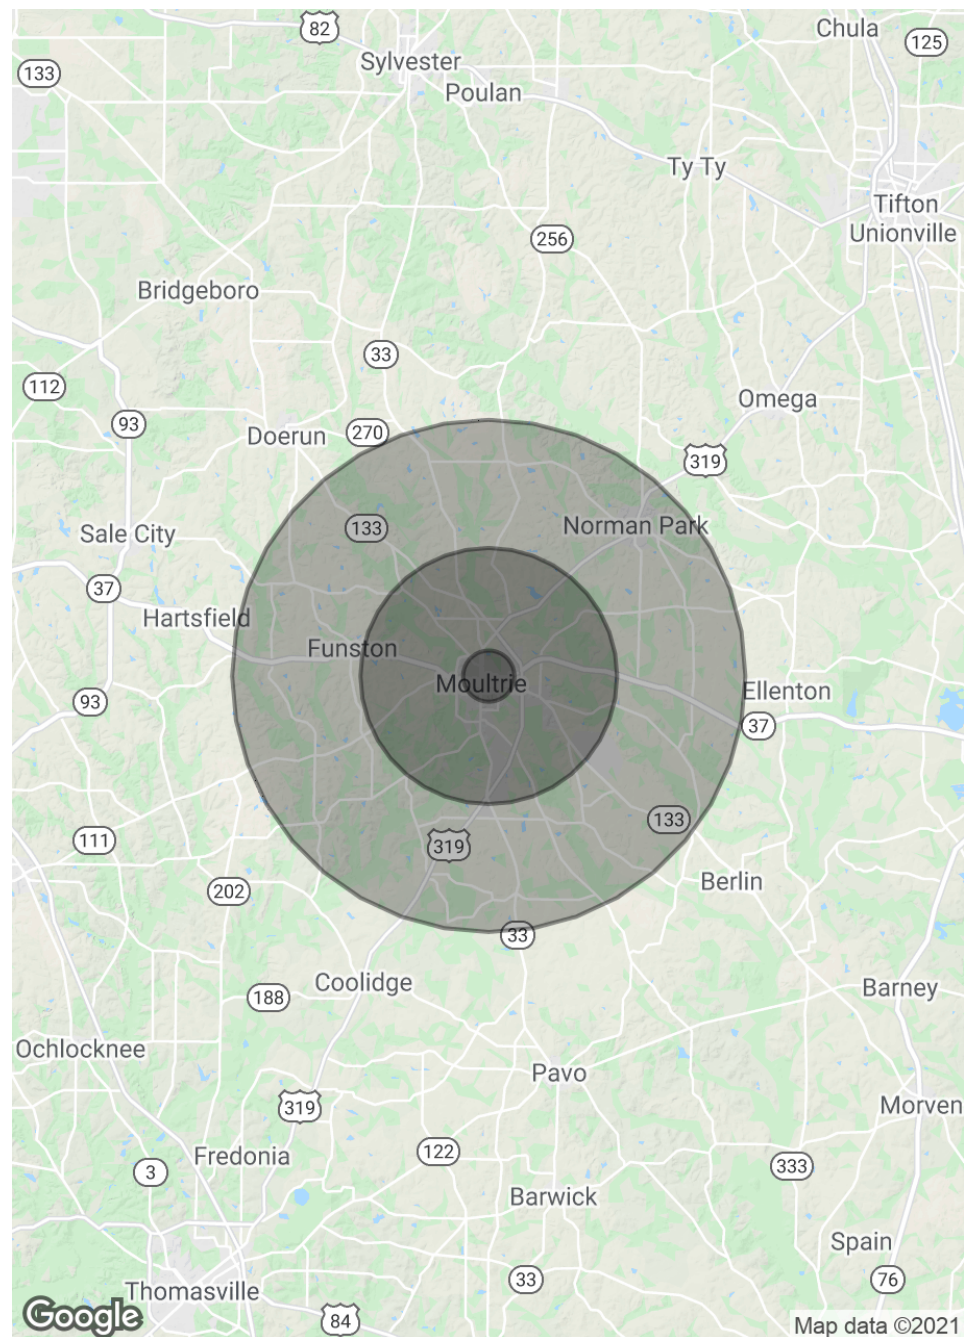 82
Chula
125
Sylvester
133
Poulan
Ty Ty
Tifton
Unionville
256
Bridgeboro
33
112
Omega
93
Doerun
270
319
133
Norman Park
Sale City
37
Hartsfield
Funston
Moultrie
Ellenton
93
37
133
111
319
Berlin
202
33
Coolidge
188
Barney
Ochlocknee
Pavo
319
Morven
122
Fredonia
3
333
Barwick
Spain
33
76
Thomasville
Google
84
Map data ©2021